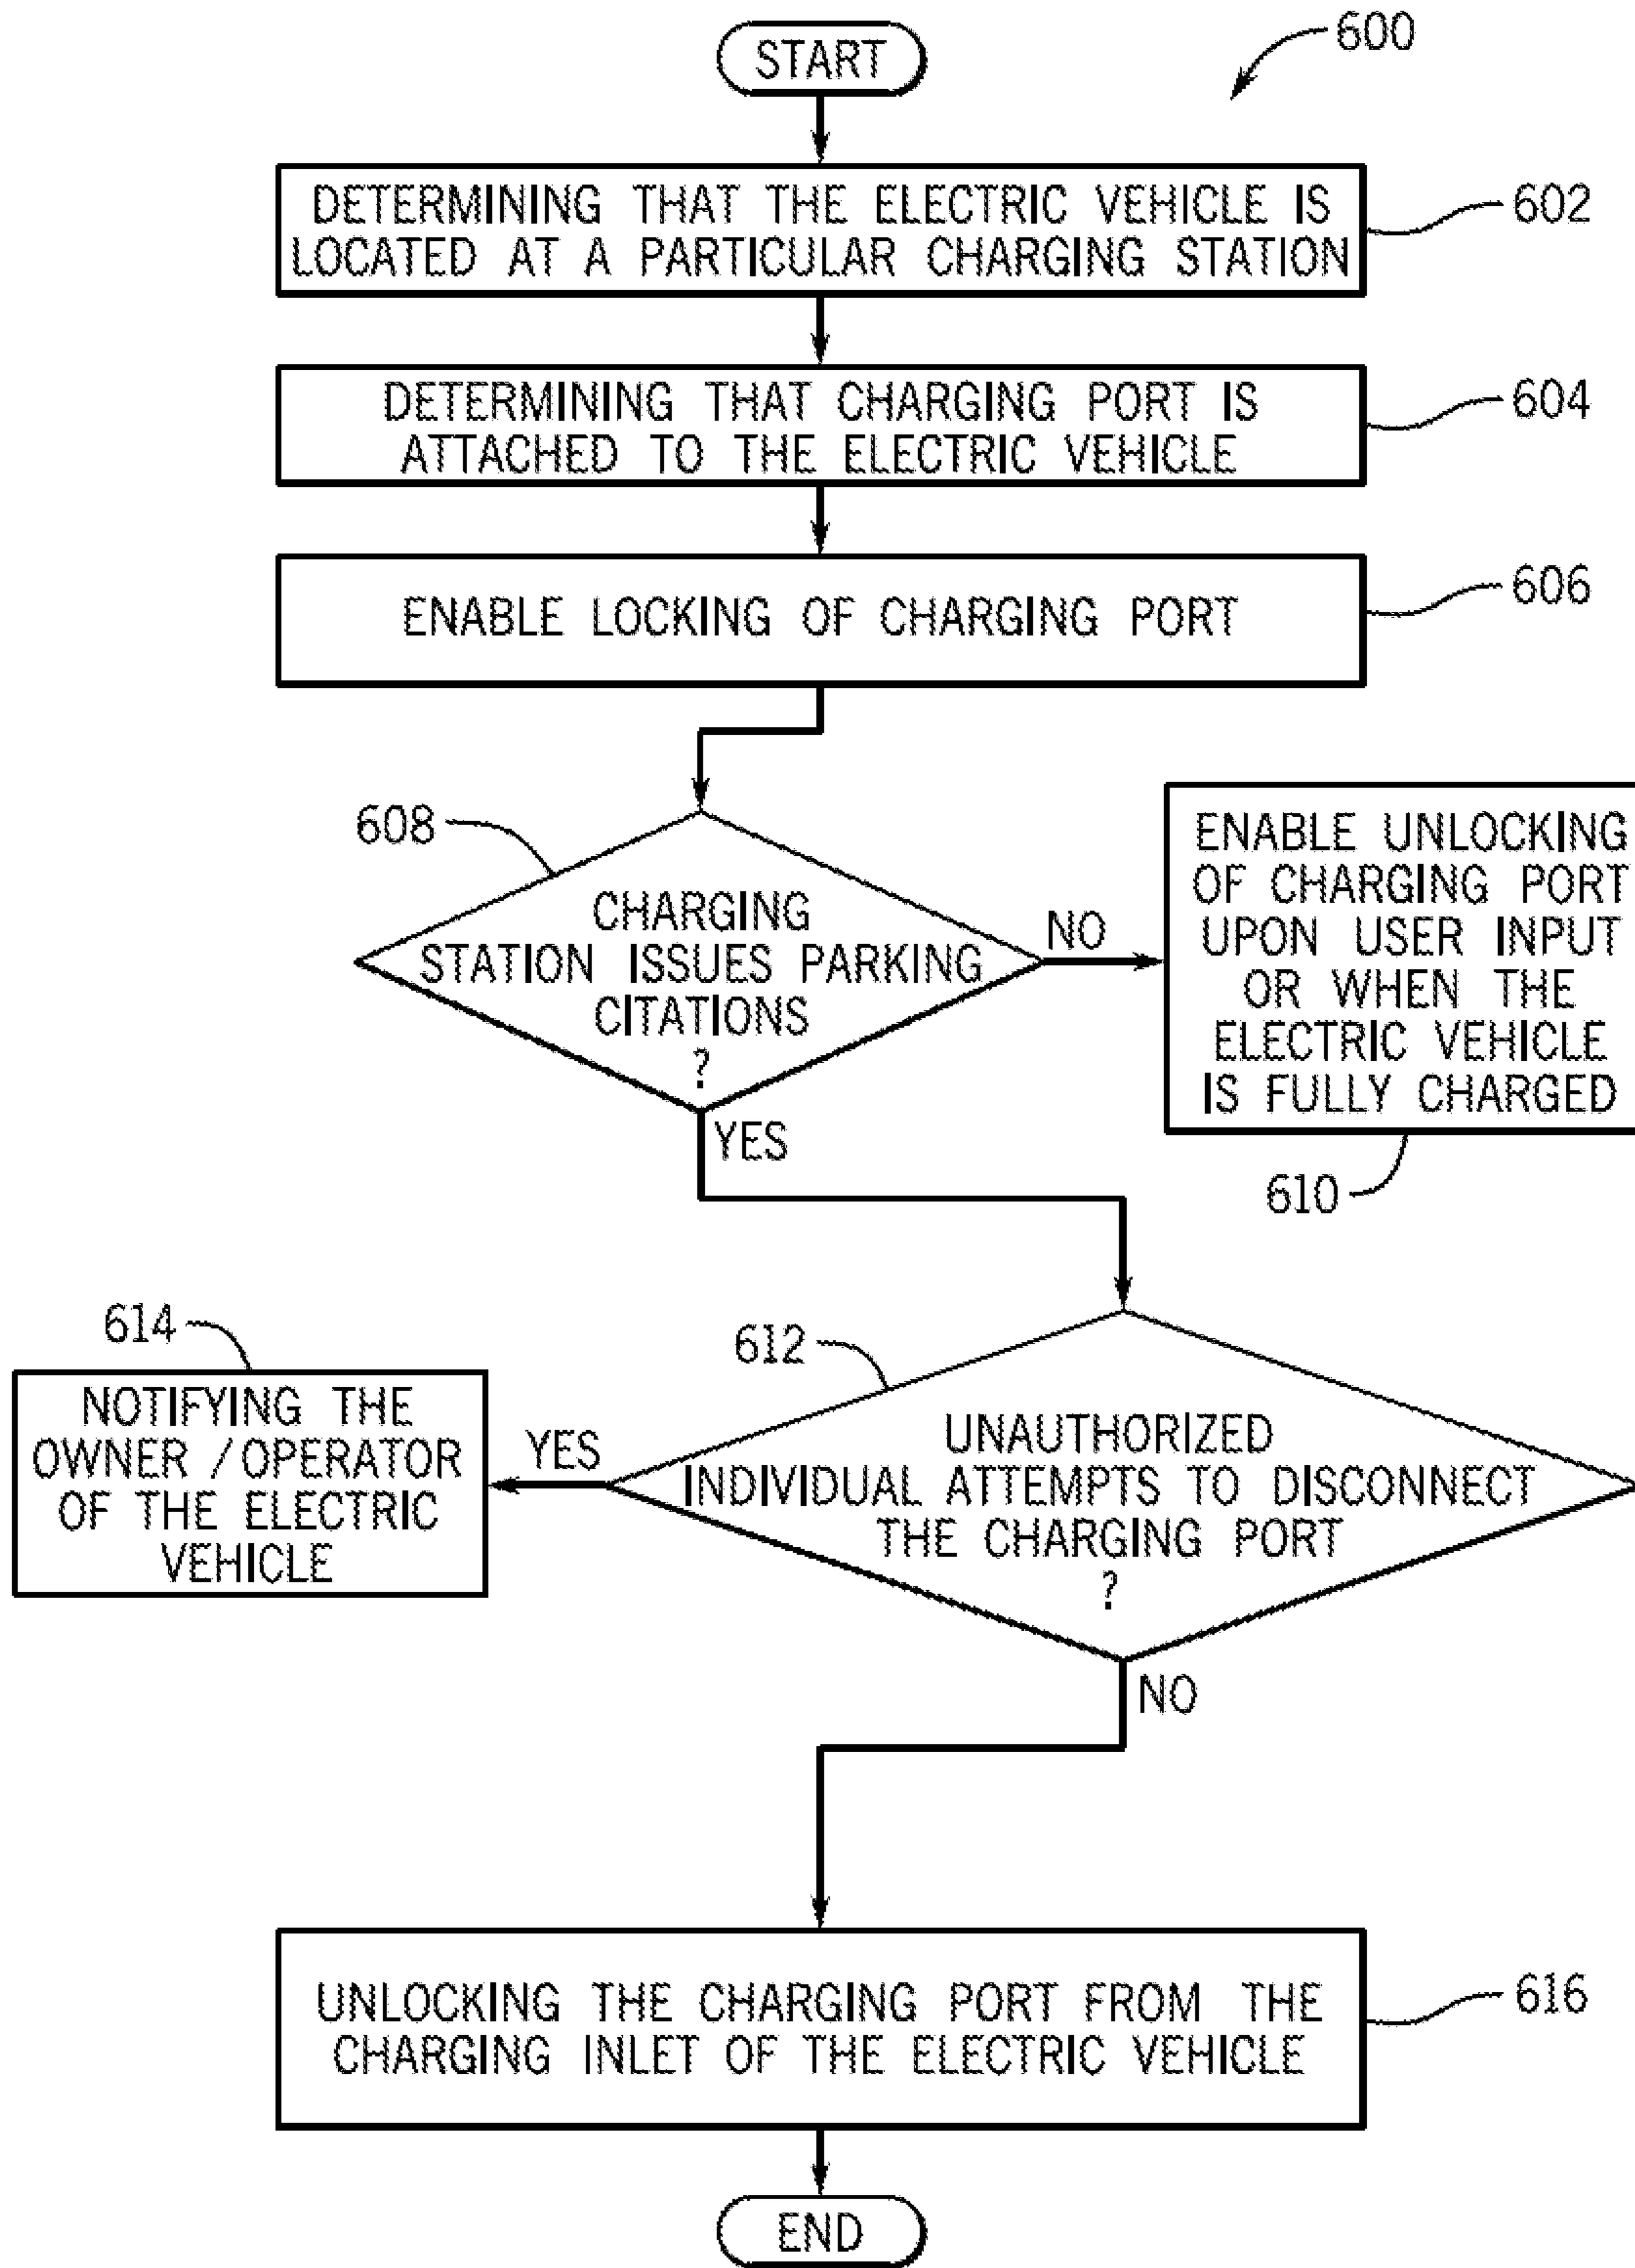 START
600
DETERMINING THAT THE ELECTRIC VEHICLE IS
LOCATED AT A PARTICULAR CHARGING STATION
602
DETERMINING THAT CHARGING PORT IS
ATTACHED TO THE ELECTRIC VEHICLE
604
ENABLE LOCKING OF CHARGING PORT
606
608
CHARGING
STATION ISSUES PARKING
CITATIONS
?
NO
YES
ENABLE UNLOCKING
OF CHARGING PORT
UPON USER INPUT
OR WHEN THE
ELECTRIC VEHICLE
IS FULLY CHARGED
610
612
UNAUTHORIZED
INDIVIDUAL ATTEMPTS TO DISCONNECT
THE CHARGING PORT
?
YES
614
NOTIFYING THE
OWNER / OPERATOR
OF THE ELECTRIC
VEHICLE
NO
UNLOCKING THE CHARGING PORT FROM THE
CHARGING INLET OF THE ELECTRIC VEHICLE
616
END